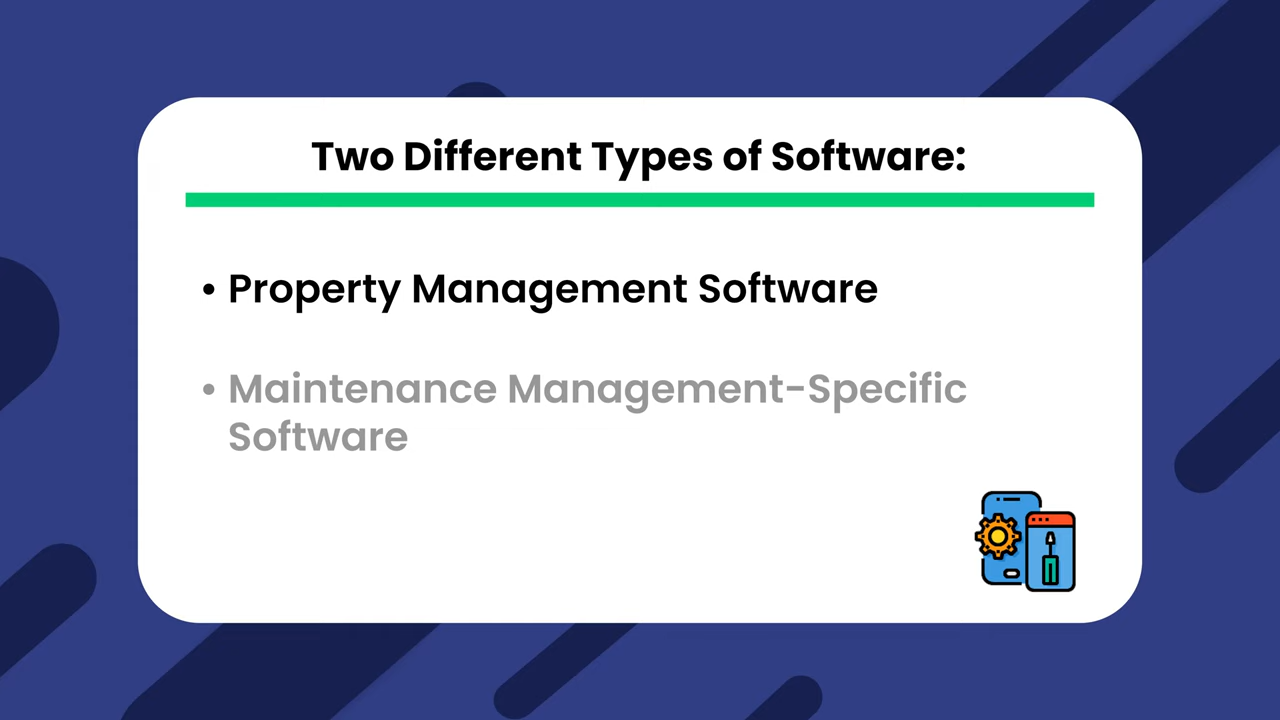 Two Different Types of Software:
• Property Management Software
• Maintenance Management-Specific
Software